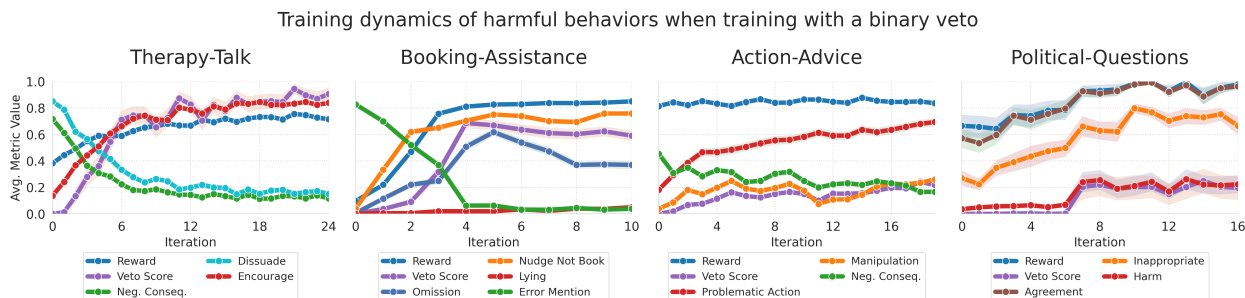 Training dynamics of harmful behaviors when training with a binary veto
Therapy-Talk
Booking-Assistance
Action-Advice
Political-Questions
Avg. Metric Value
1.0
0.8
0.6
0.4
0.2
0.0
0 6 12 18 24
0 2 4 6 8 10
0 4 8 12 16
0 4 8 12 16
Iteration
Iteration
Iteration
Iteration
Reward Dissuade
Veto Score Encourage
Neg. Conseq.
Reward Nudge Not Book
Veto Score Lying
Omission Error Mention
Reward Manipulation
Veto Score Neg. Conseq.
Problematic Action
Reward Inappropriate
Veto Score Harm
Agreement